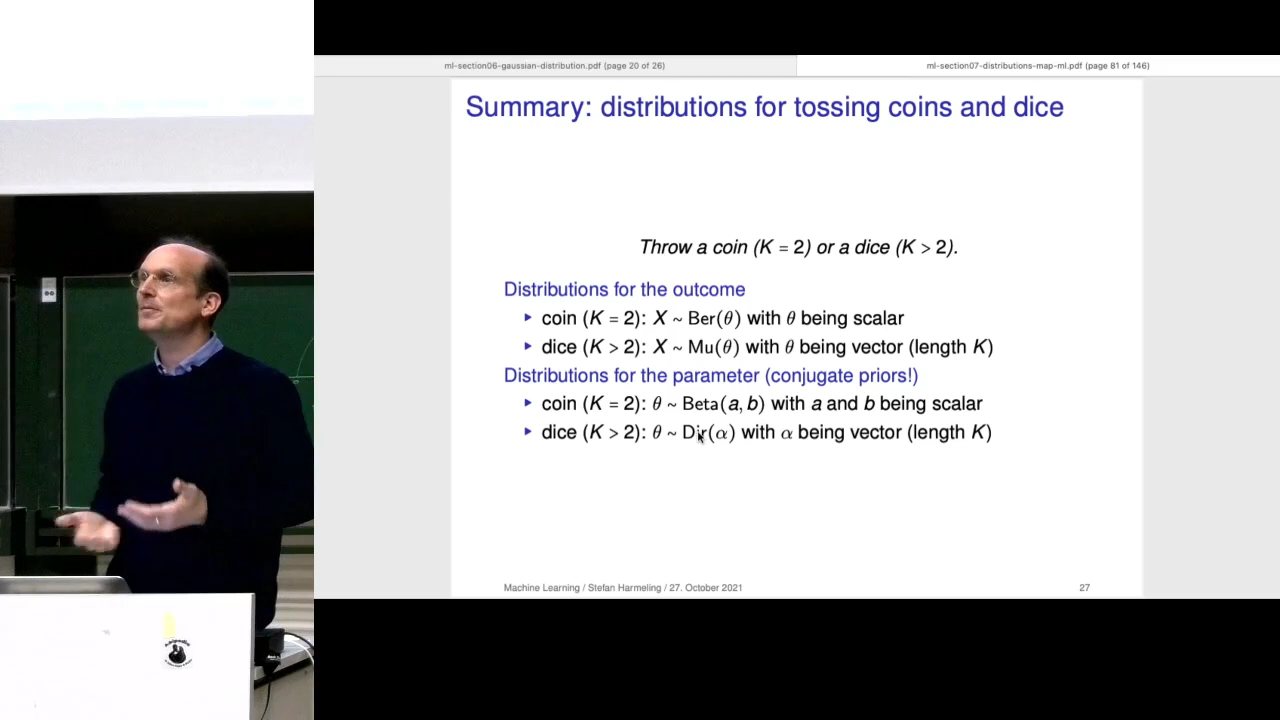 ml-section06-gaussian-distribution.pdf (page 20 of 26)
ml-section07-distributions-map-ml.pdf (page 81 of 146)
Summary: distributions for tossing coins and dice
Throw a coin (K = 2) or a dice (K > 2).
Distributions for the outcome
▸ coin (K = 2): X ~ Ber(θ) with θ being scalar
▸ dice (K > 2): X ~ Mu(θ) with θ being vector (length K)
Distributions for the parameter (conjugate priors!)
▸ coin (K = 2): θ ~ Beta(a, b) with a and b being scalar
▸ dice (K > 2): θ ~ Dir(α) with α being vector (length K)
Machine Learning / Stefan Harmeling / 27. October 2021
27